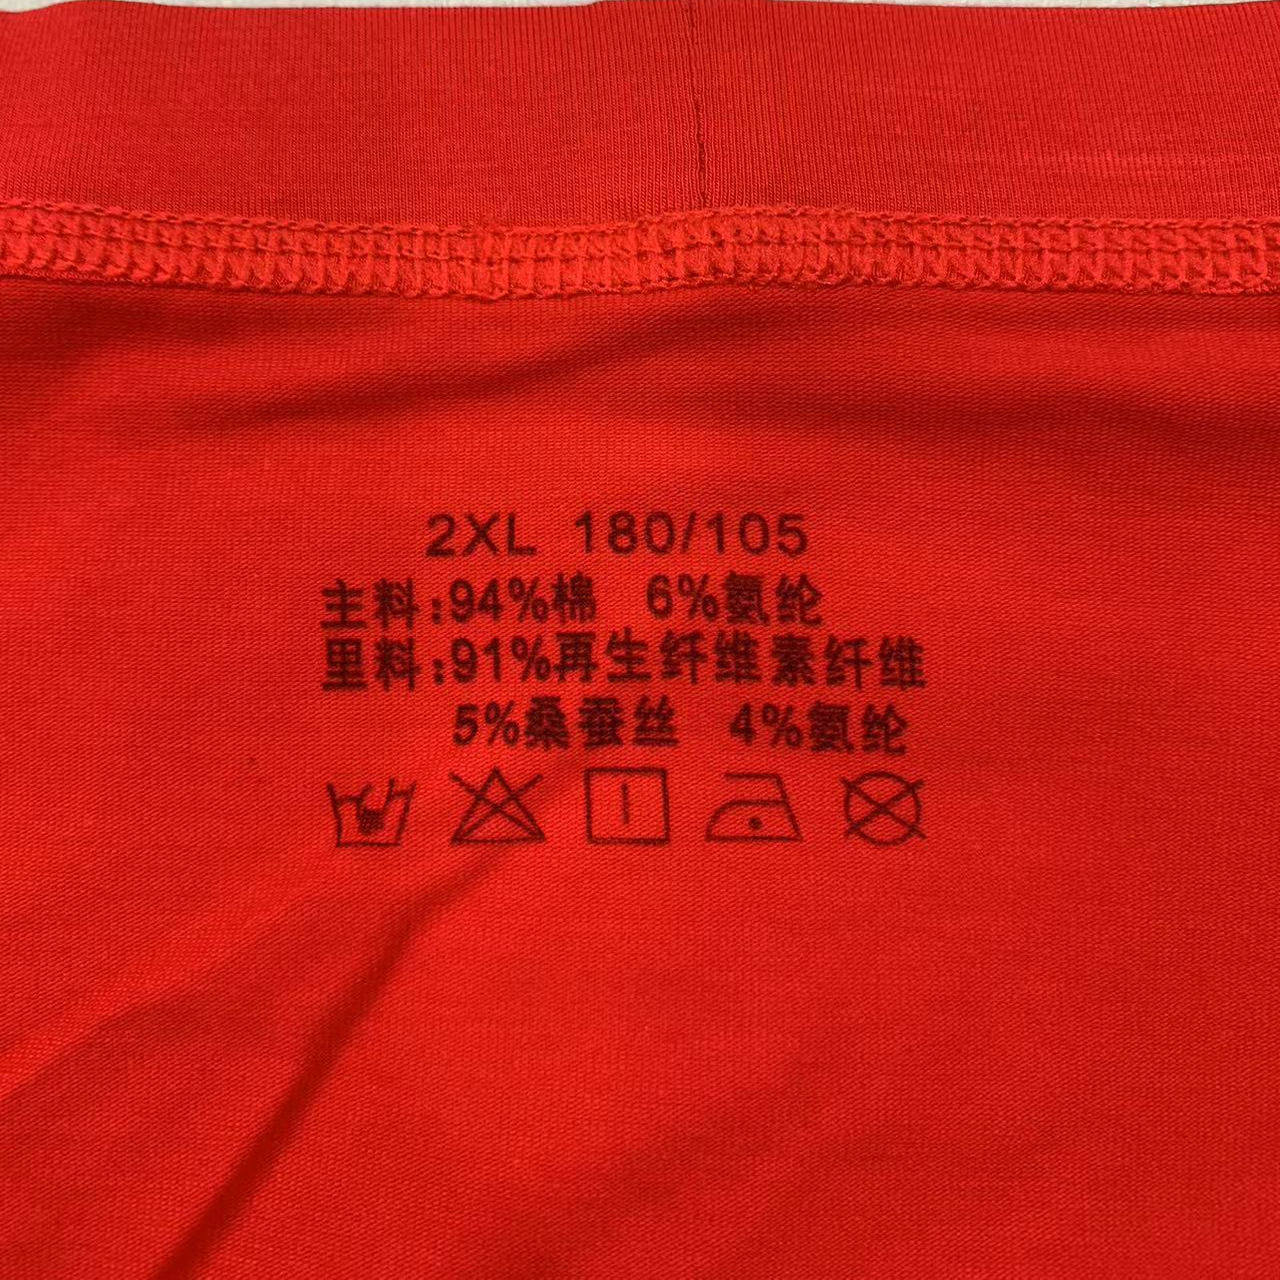 2XL 180/105
主料:94%棉 6%氨纶
里料:91%再生纤维素纤维
5%桑蚕丝 4%氨纶